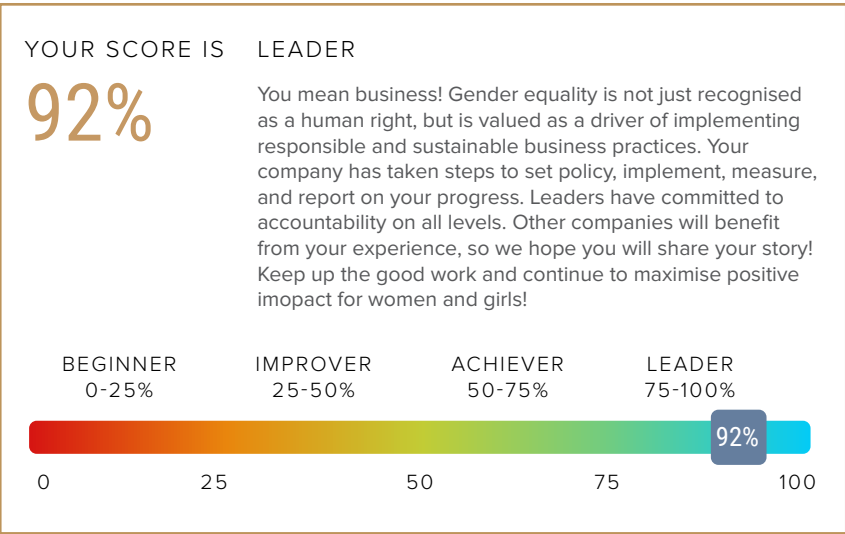 YOUR SCORE IS
92%
LEADER
You mean business! Gender equality is not just recognised
as a human right, but is valued as a driver of implementing
responsible and sustainable business practices. Your
company has taken steps to set policy, implement, measure,
and report on your progress. Leaders have committed to
accountability on all levels. Other companies will benefit
from your experience, so we hope you will share your story!
Keep up the good work and continue to maximise positive
imopact for women and girls!
BEGINNER
0-25%
IMPROVER
25-50%
ACHIEVER
50-75%
LEADER
75-100%
92%
0
25
50
75
100